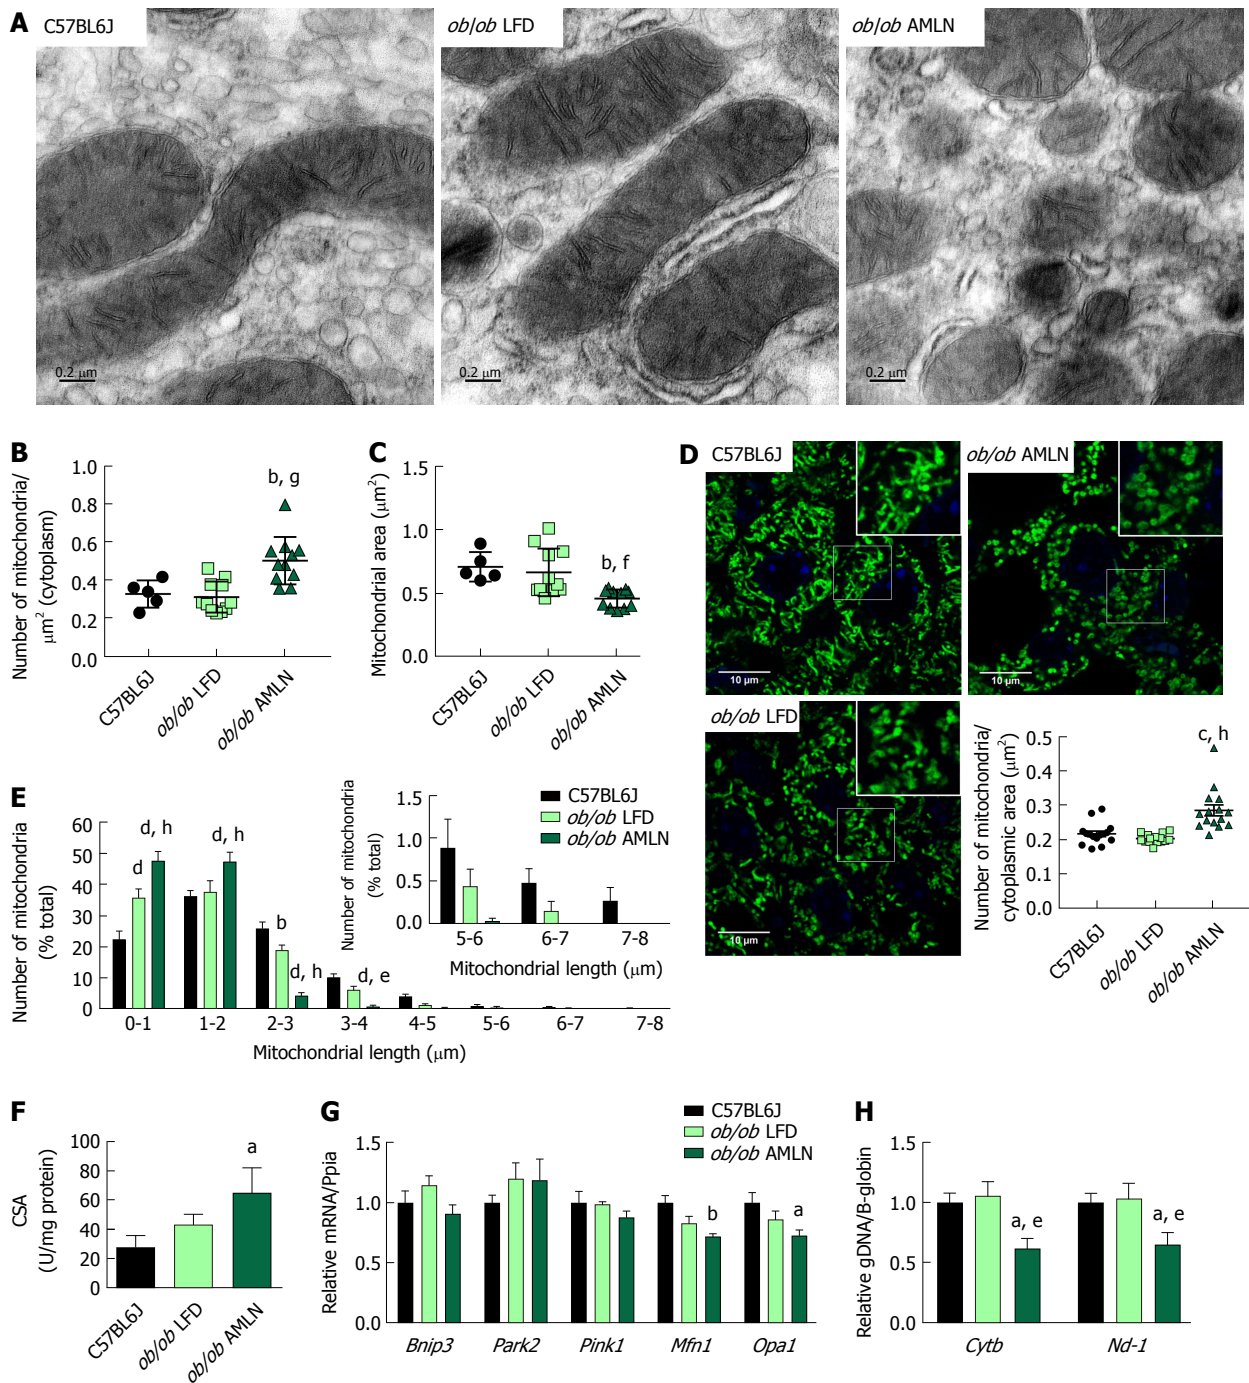 A
C57BL6J
ob/ob LFD
ob/ob AMLN
0.2 μm
0.2 μm
0.2 μm
B
Number of mitochondria/
μm² (cytoplasm)
1.0
0.8
0.6
0.4
0.2
0.0
b, g
C57BL6J
ob/ob LFD
ob/ob AMLN
C
Mitochondrial area (μm²)
1.5
1.0
0.5
0.0
b, f
C57BL6J
ob/ob LFD
ob/ob AMLN
D
C57BL6J
ob/ob AMLN
10 μm
10 μm
ob/ob LFD
10 μm
Number of mitochondria/
cytoplasmic area (μm²)
0.5
0.4
0.3
0.2
0.1
0.0
c, h
C57BL6J
ob/ob LFD
ob/ob AMLN
E
Number of mitochondria
(% total)
60
50
40
30
20
10
0
d
d, h
d, h
b
d, h
d, e
0-1
1-2
2-3
3-4
4-5
5-6
6-7
7-8
Mitochondrial length (μm)
Number of mitochondria
(% total)
1.5
1.0
0.5
0.0
C57BL6J
ob/ob LFD
ob/ob AMLN
5-6
6-7
7-8
Mitochondrial length (μm)
F
CSA
(U/mg protein)
100
80
60
40
20
0
a
C57BL6J
ob/ob LFD
ob/ob AMLN
G
Relative mRNA/Ppia
1.5
1.0
0.5
0.0
C57BL6J
ob/ob LFD
ob/ob AMLN
b
a
Bnip3
Park2
Pink1
Mfn1
Opa1
H
Relative gDNA/B-globin
1.5
1.0
0.5
0.0
a, e
a, e
Cytb
Nd-1